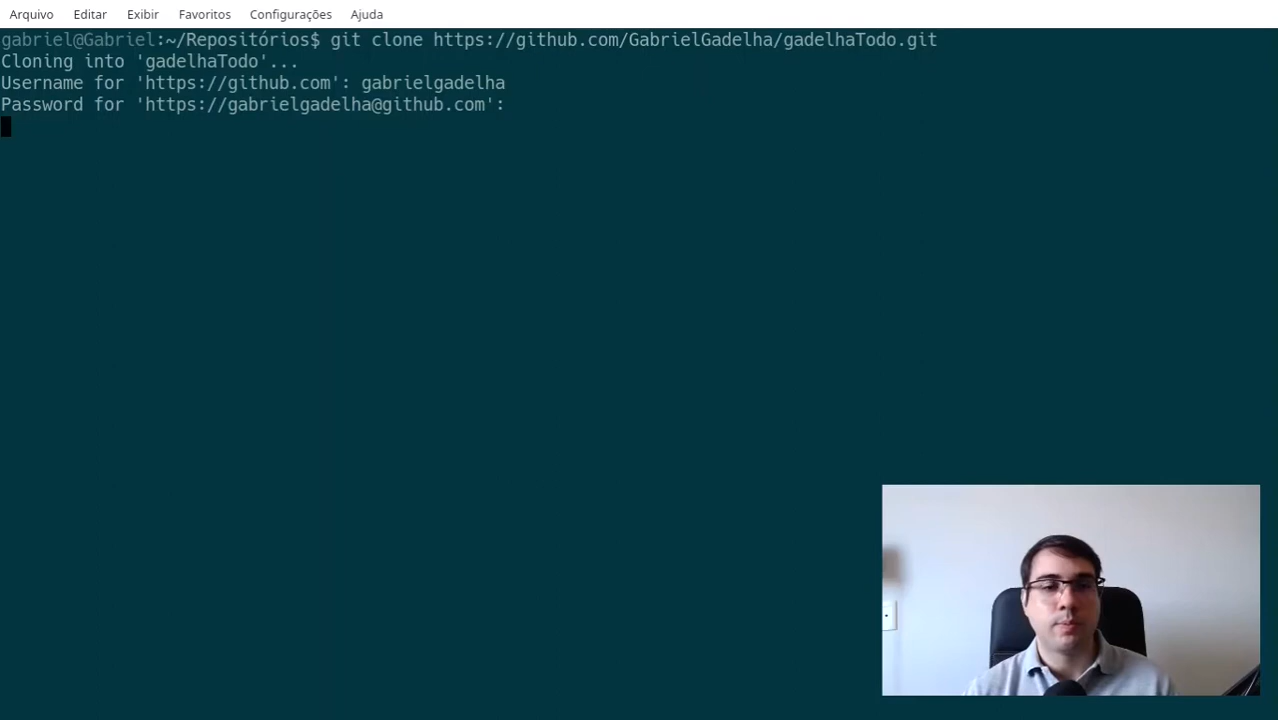 Arquivo Editar Exibir Favoritos Configurações Ajuda
gabriel@Gabriel:~/Repositórios$ git clone https://github.com/GabrielGadelha/gadelhaTodo.git
Cloning into 'gadelhaTodo'...
Username for 'https://github.com': gabrielgadelha
Password for 'https://gabrielgadelha@github.com':